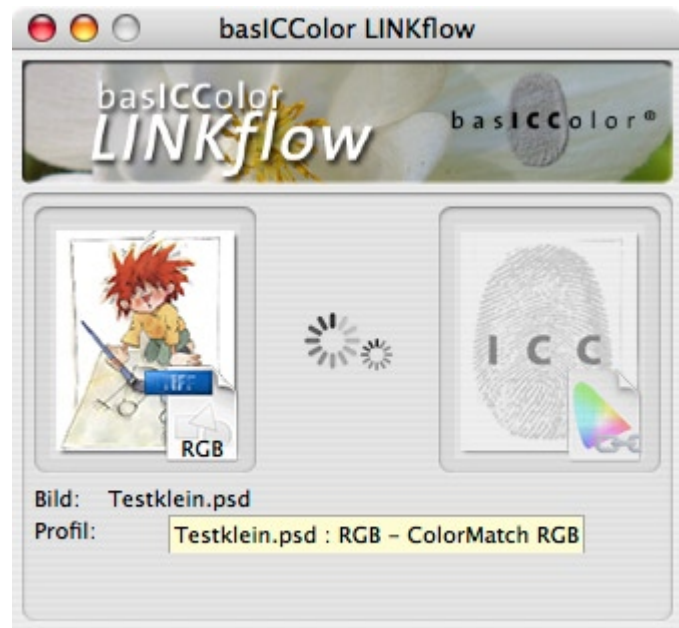 basICColor LINKflow
basICColor
LINKflow
basICColor®
TIFF
RGB
I C C
Bild: Testklein.psd
Profil:
Testklein.psd : RGB – ColorMatch RGB